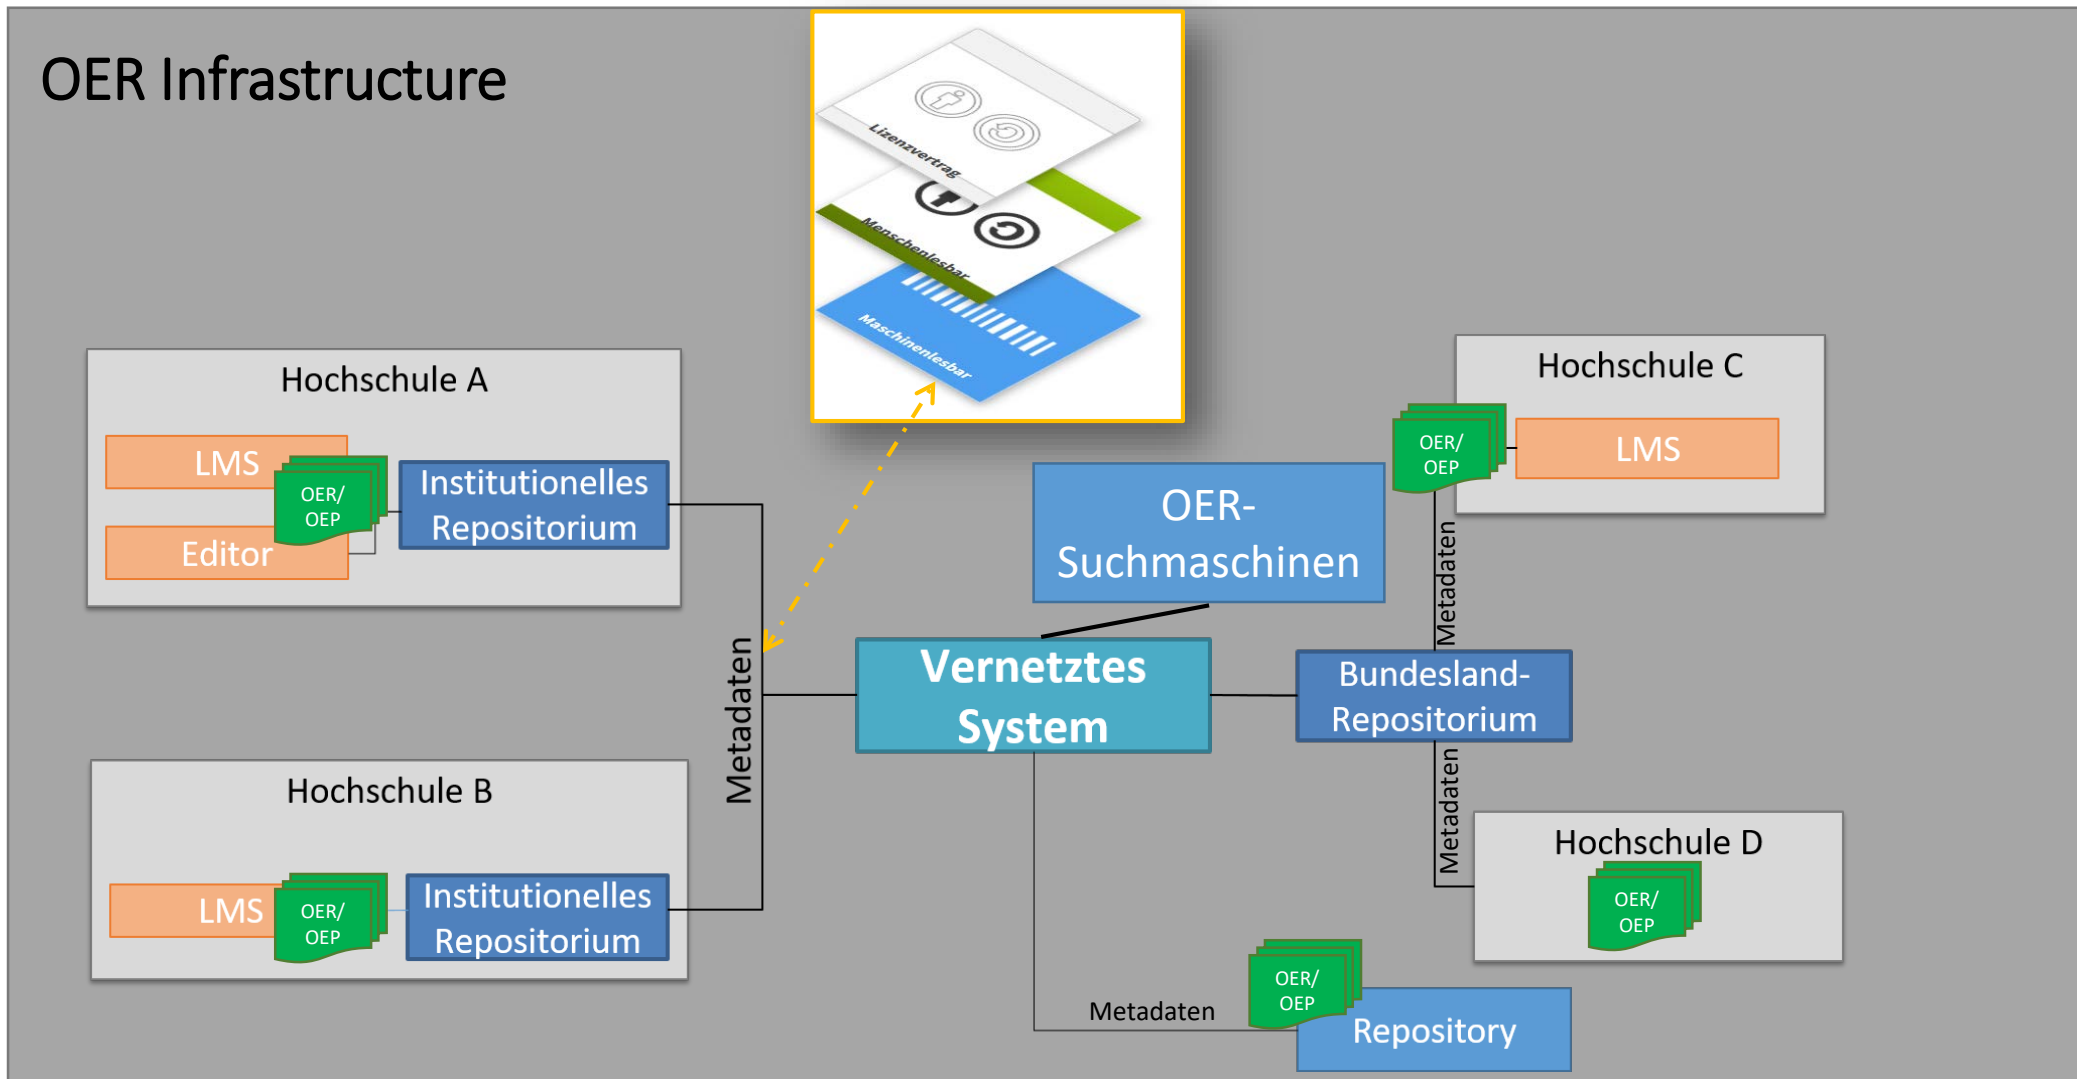 OER Infrastructure
Lizenzvertrag
Menschenlesbar
Maschinenlesbar
Hochschule A
LMS
OER/
OEP
Editor
Institutionelles
Repositorium
Hochschule B
LMS
OER/
OEP
Institutionelles
Repositorium
Metadaten
OER-
Suchmaschinen
Vernetztes
System
Hochschule C
OER/
OEP
LMS
Metadaten
Bundesland-
Repositorium
Metadaten
Hochschule D
OER/
OEP
Metadaten
OER/
OEP
Repository